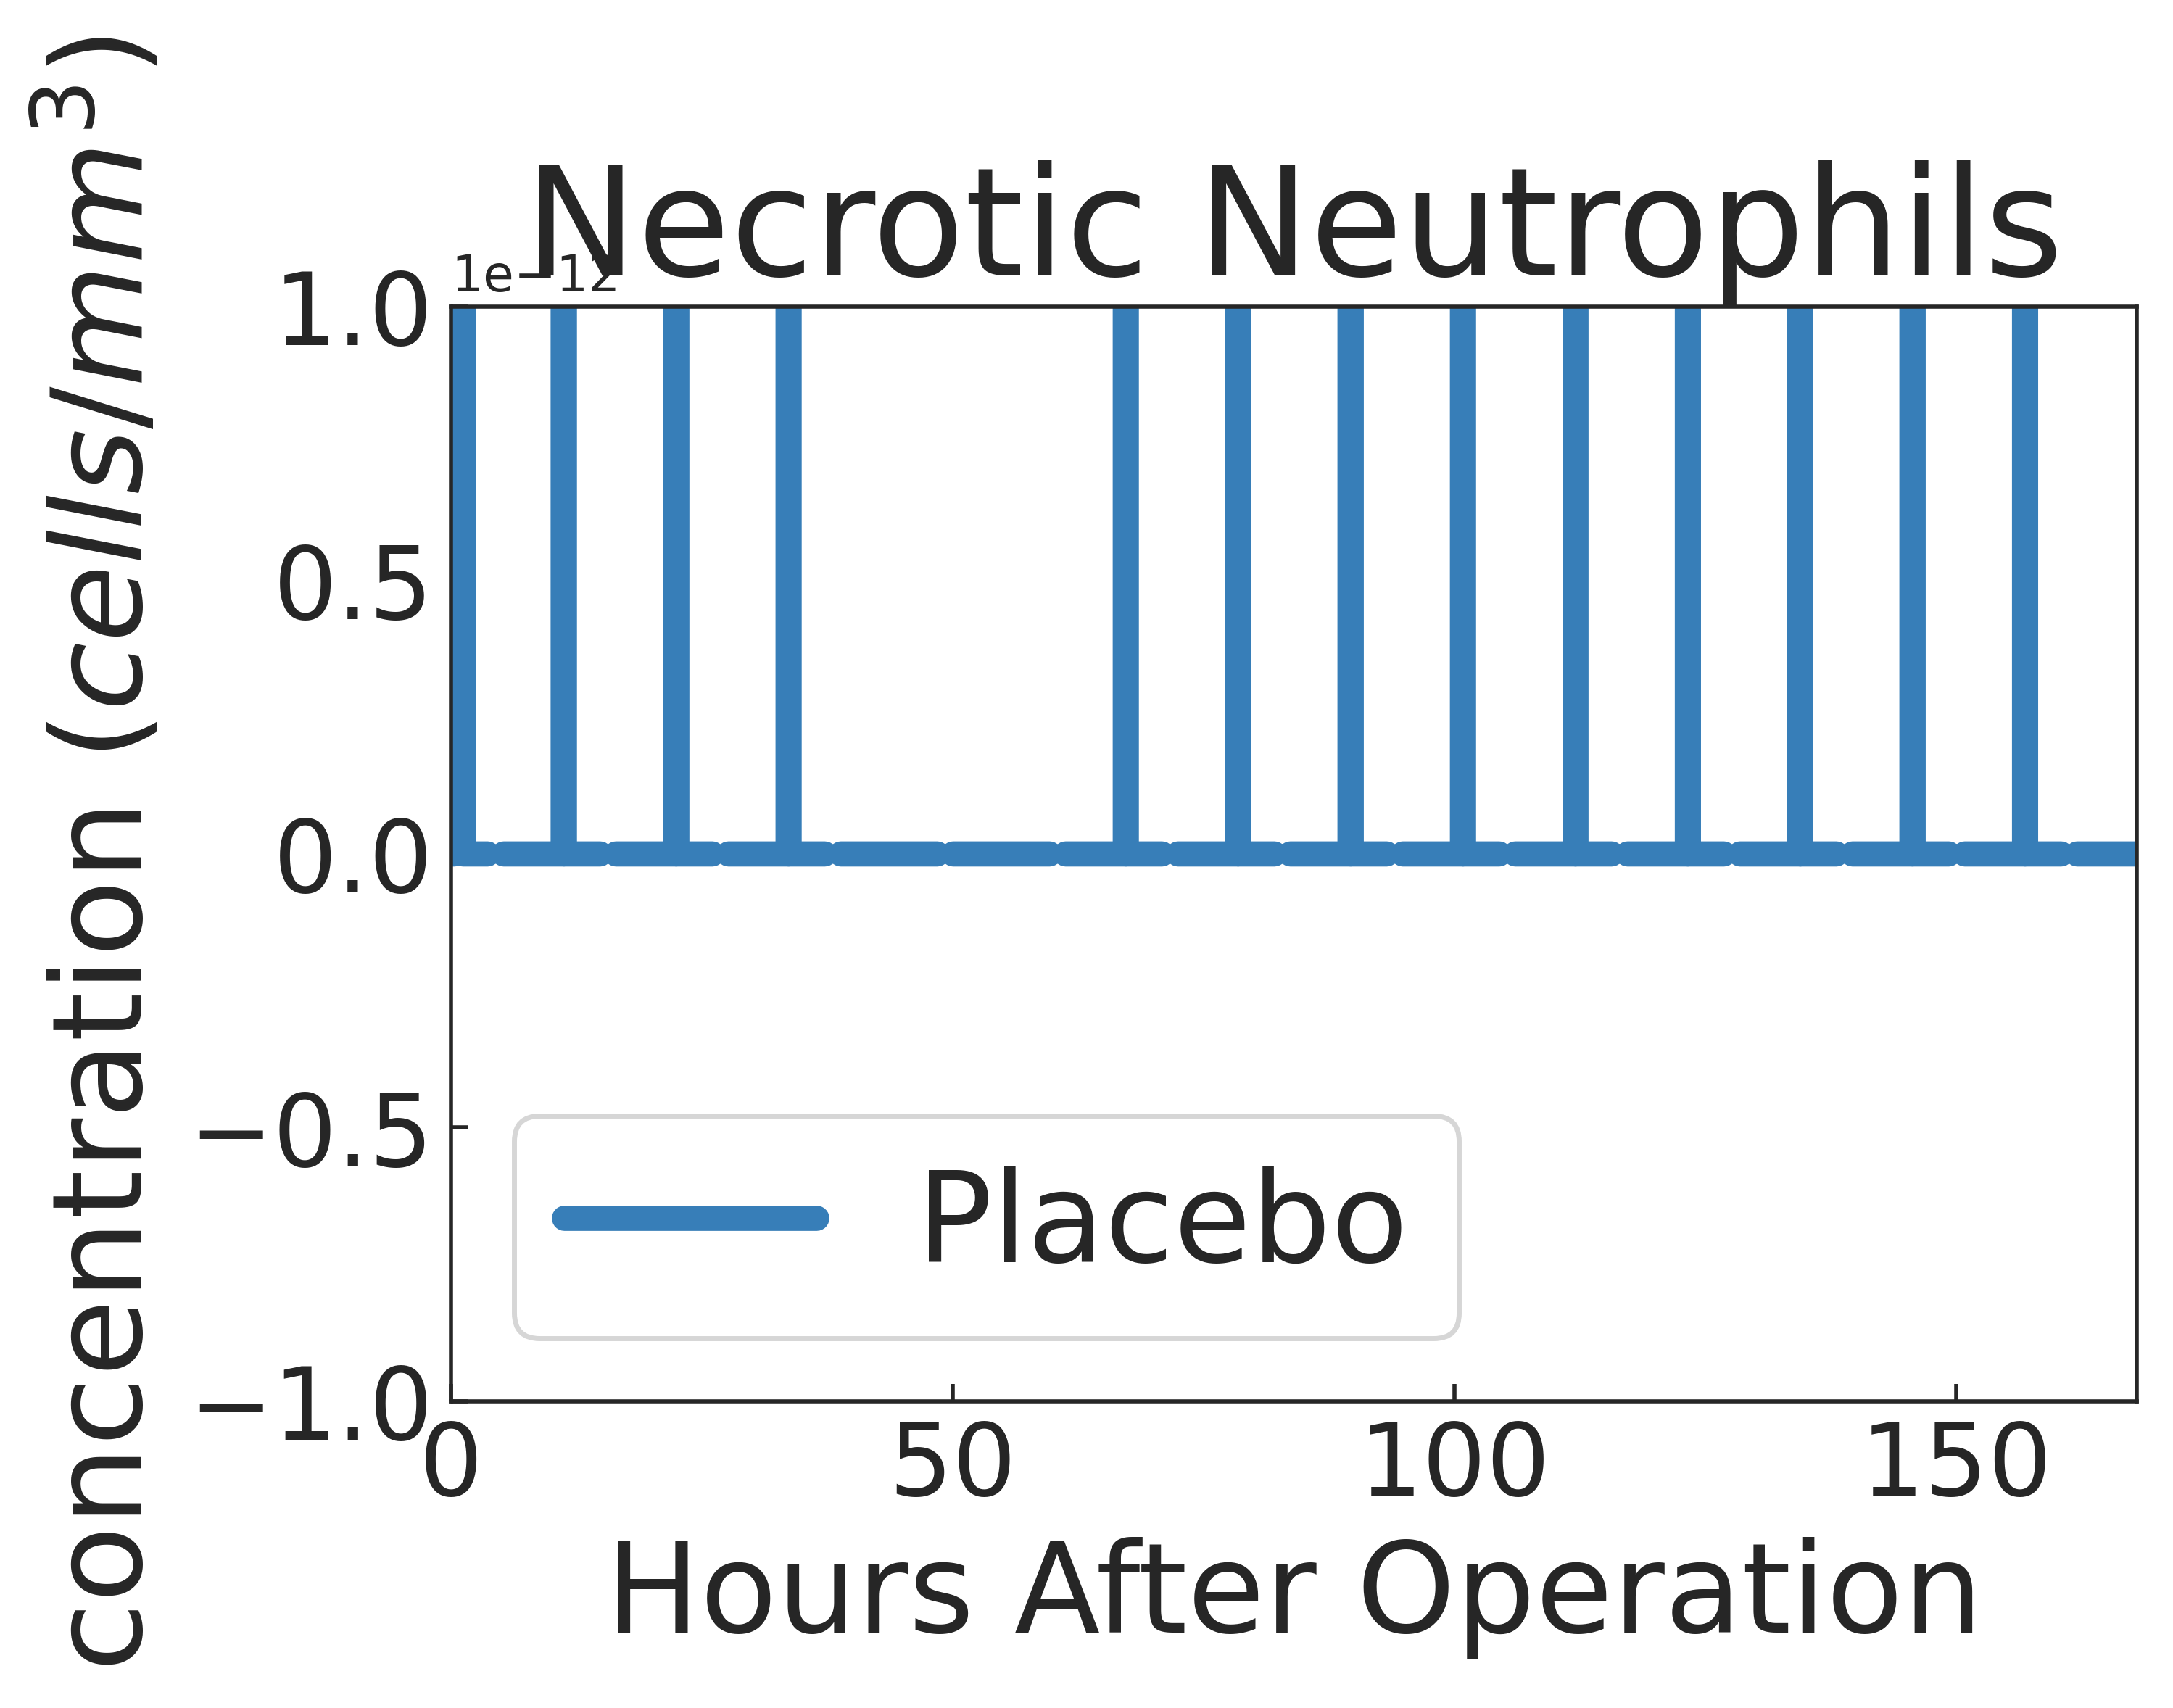 Necrotic Neutrophils
1e−12
concentration (cells/mm³)
1.0
0.5
0.0
−0.5
−1.0
Placebo
0 50 100 150
Hours After Operation